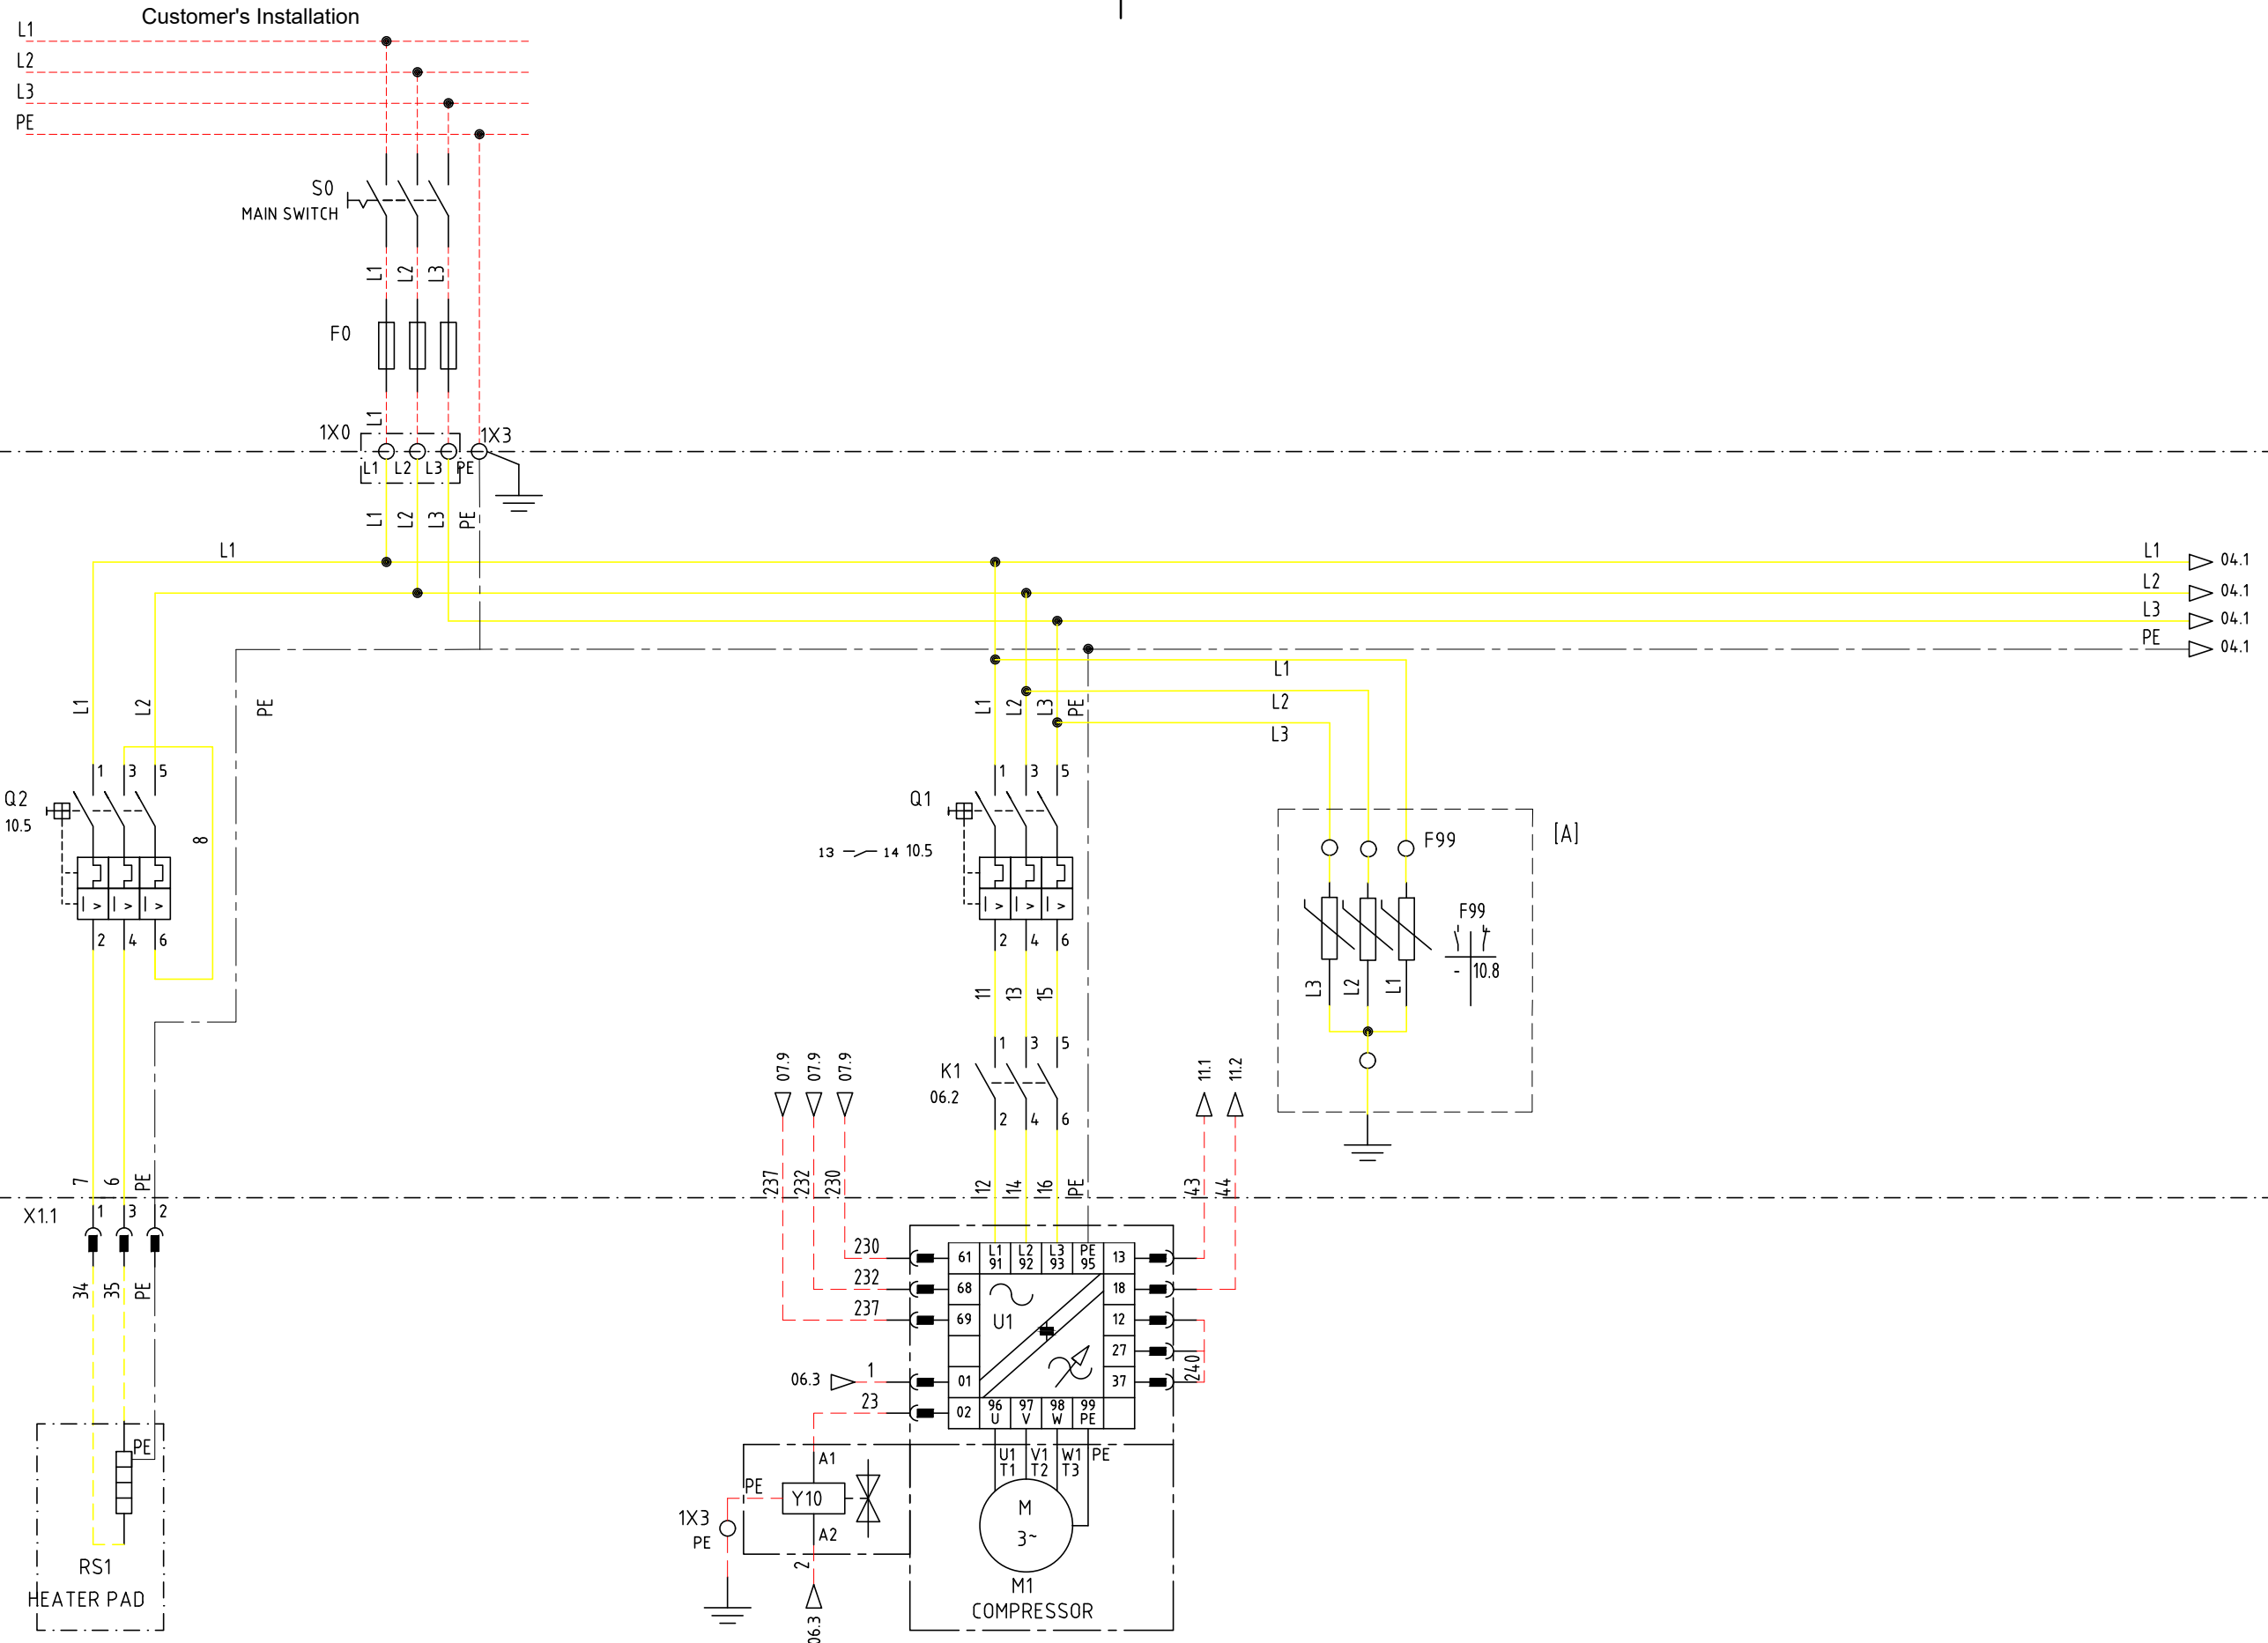 Customer's Installation
L1
L2
L3
PE
S0
MAIN SWITCH
L1 L2 L3
F0
L1
1X0 1X3
L1 L2 L3 PE
L1 L2 L3 PE
L1 L1 04.1
L2 04.1
L3 04.1
PE 04.1
L1
L2
L3
L1 L2 PE L1 L2 L3 PE
1 3 5 1 3 5
Q2 Q1
10.5
8
13 14 10.5
F99 [A]
I > I > I > I > I > I >
2 4 6 2 4 6
F99
- 10.8
L3 L2 L1
11 13 15
1 3 5
K1
06.2
2 4 6
07.9 07.9 07.9 11.1 11.2
7 6 PE 237 232 230 12 14 16 PE 43 44
X1.1 1 3 2
34 35 PE
230 61 L1 L2 L3 PE 13
91 92 93 95
232 68 18
237 69 U1 12
27
240
06.3 1 01 37
23 02 96 97 98 99
U V W PE
PE
A1 U1 V1 W1 PE
T1 T2 T3
PE
Y10
1X3
PE
A2
2
06.3
M
3~
M1
COMPRESSOR
RS1
HEATER PAD